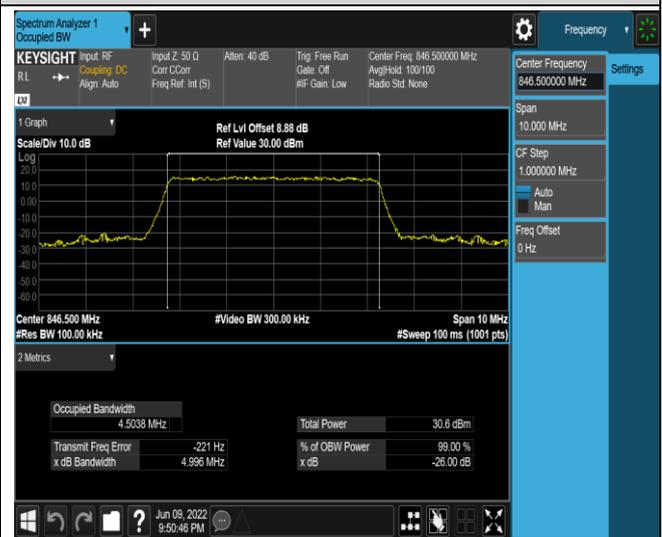 Spectrum Analyzer 1
Occupied BW
Frequency
KEYSIGHT
RL
LXI
Input: RF
Coupling: DC
Align: Auto
Input Z: 50 Ω
Corr CCorr
Freq Ref: Int (S)
Atten: 40 dB
Trig: Free Run
Gate: Off
#IF Gain: Low
Center Freq: 846.500000 MHz
Avg|Hold: 100/100
Radio Std: None
Center Frequency
846.500000 MHz
Settings
Span
10.000 MHz
CF Step
1.000000 MHz
Auto
Man
Freq Offset
0 Hz
1 Graph
Scale/Div 10.0 dB
Ref Lvl Offset 8.88 dB
Ref Value 30.00 dBm
Log
20.0
10.0
0.00
-10.0
-20.0
-30.0
-40.0
-50.0
-60.0
Center 846.500 MHz
#Video BW 300.00 kHz
Span 10 MHz
#Res BW 100.00 kHz
#Sweep 100 ms (1001 pts)
2 Metrics
Occupied Bandwidth
4.5038 MHz
Total Power 30.6 dBm
Transmit Freq Error -221 Hz
% of OBW Power 99.00 %
x dB Bandwidth 4.996 MHz
x dB -26.00 dB
?
Jun 09, 2022
9:50:46 PM